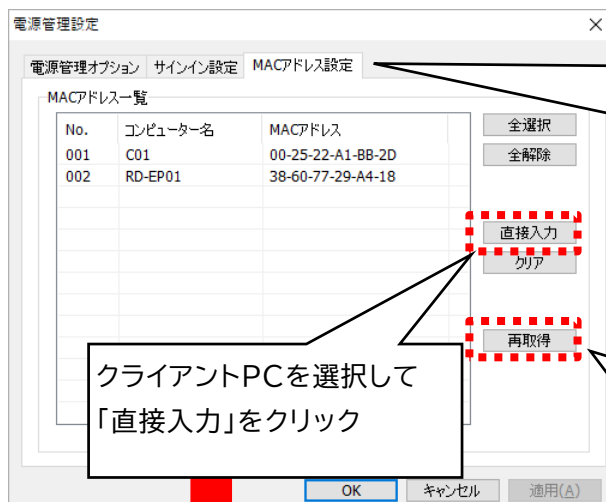 電源管理設定
電源管理オプション サインイン設定 MACアドレス設定
MACアドレス一覧
No. コンピューター名 MACアドレス
001 C01 00-25-22-A1-BB-2D
002 RD-EP01 38-60-77-29-A4-18
全選択
全解除
直接入力
クリア
再取得
クライアントPCを選択して
「直接入力」をクリック
OK キャンセル 適用(A)